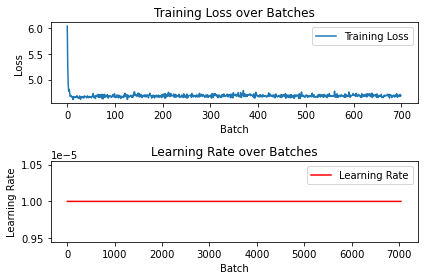 Training Loss over Batches
6.0
5.5
5.0
Loss
Training Loss
0 100 200 300 400 500 600 700
Batch
Learning Rate over Batches
1e−5
1.05
1.00
0.95
Learning Rate
Learning Rate
0 1000 2000 3000 4000 5000 6000 7000
Batch